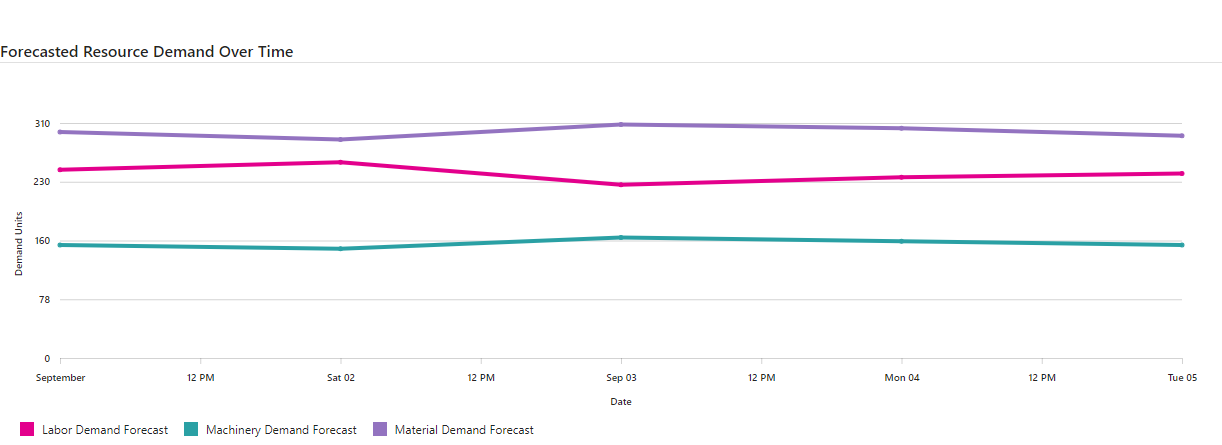 Forecasted Resource Demand Over Time
310
230
160
78
0
Demand Units
September 12 PM Sat 02 12 PM Sep 03 12 PM Mon 04 12 PM Tue 05
Date
Labor Demand Forecast Machinery Demand Forecast Material Demand Forecast